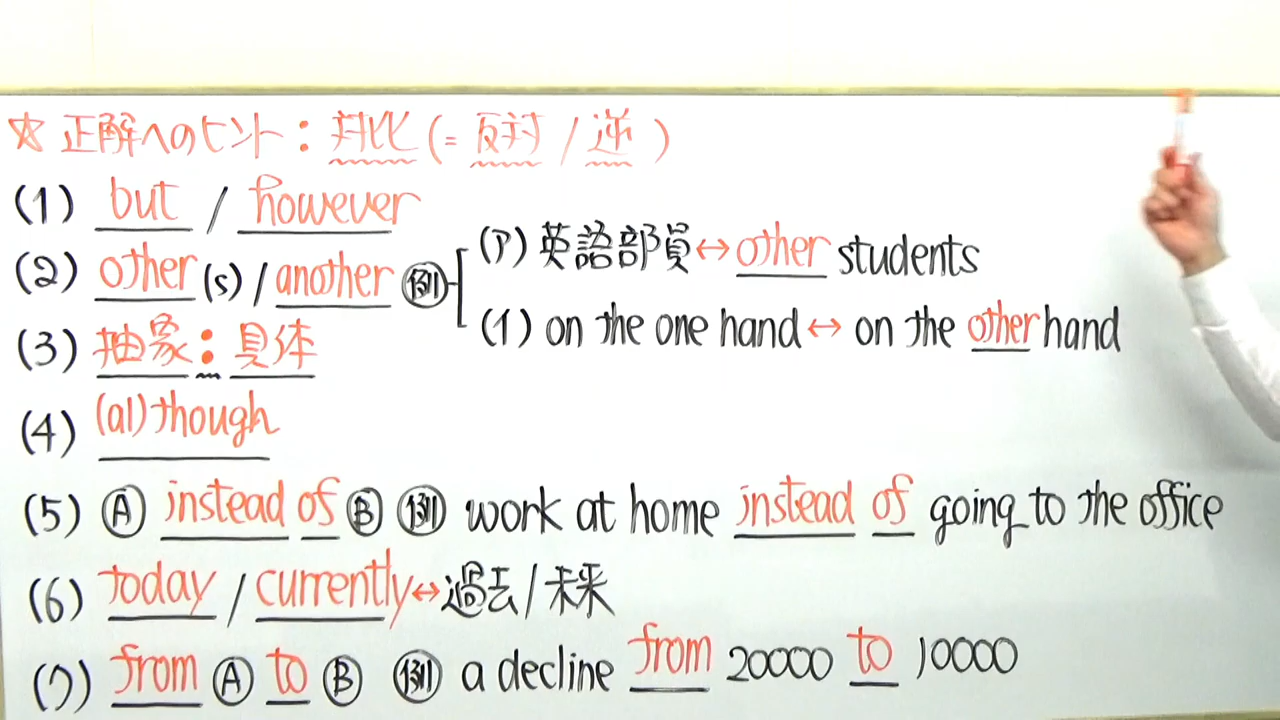 ☆ 正解へのヒント：対比（= 反対 / 逆）
(1) but / however
(2) other(s) / another 例
(ア) 英語部員 ↔ other students
(イ) on the one hand ↔ on the other hand
(3) 抽象：具体
(4) (al)though
(5) Ⓐ instead of Ⓑ 例 work at home instead of going to the office
(6) today / currently ↔ 過去 / 未来
(7) from Ⓐ to Ⓑ 例 a decline from 20000 to 10000